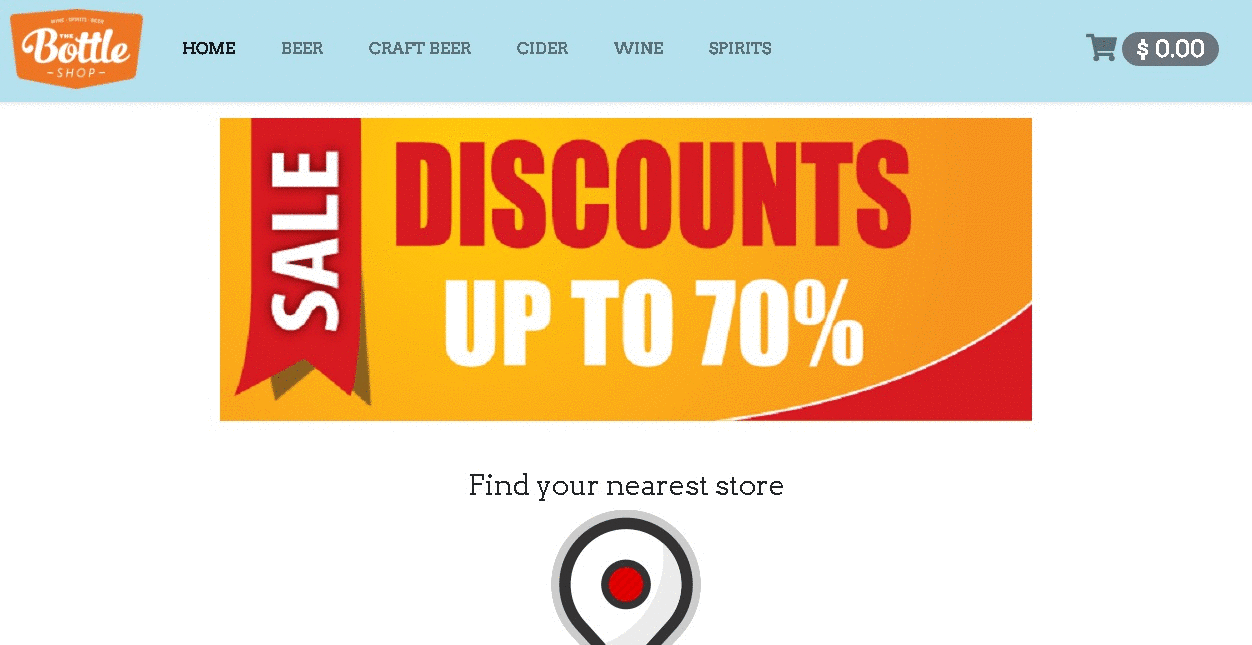 WINE · SPIRITS · BEER
THE
Bottle
SHOP
HOME BEER CRAFT BEER CIDER WINE SPIRITS
$ 0.00
SALE
DISCOUNTS
UP TO 70%
Find your nearest store